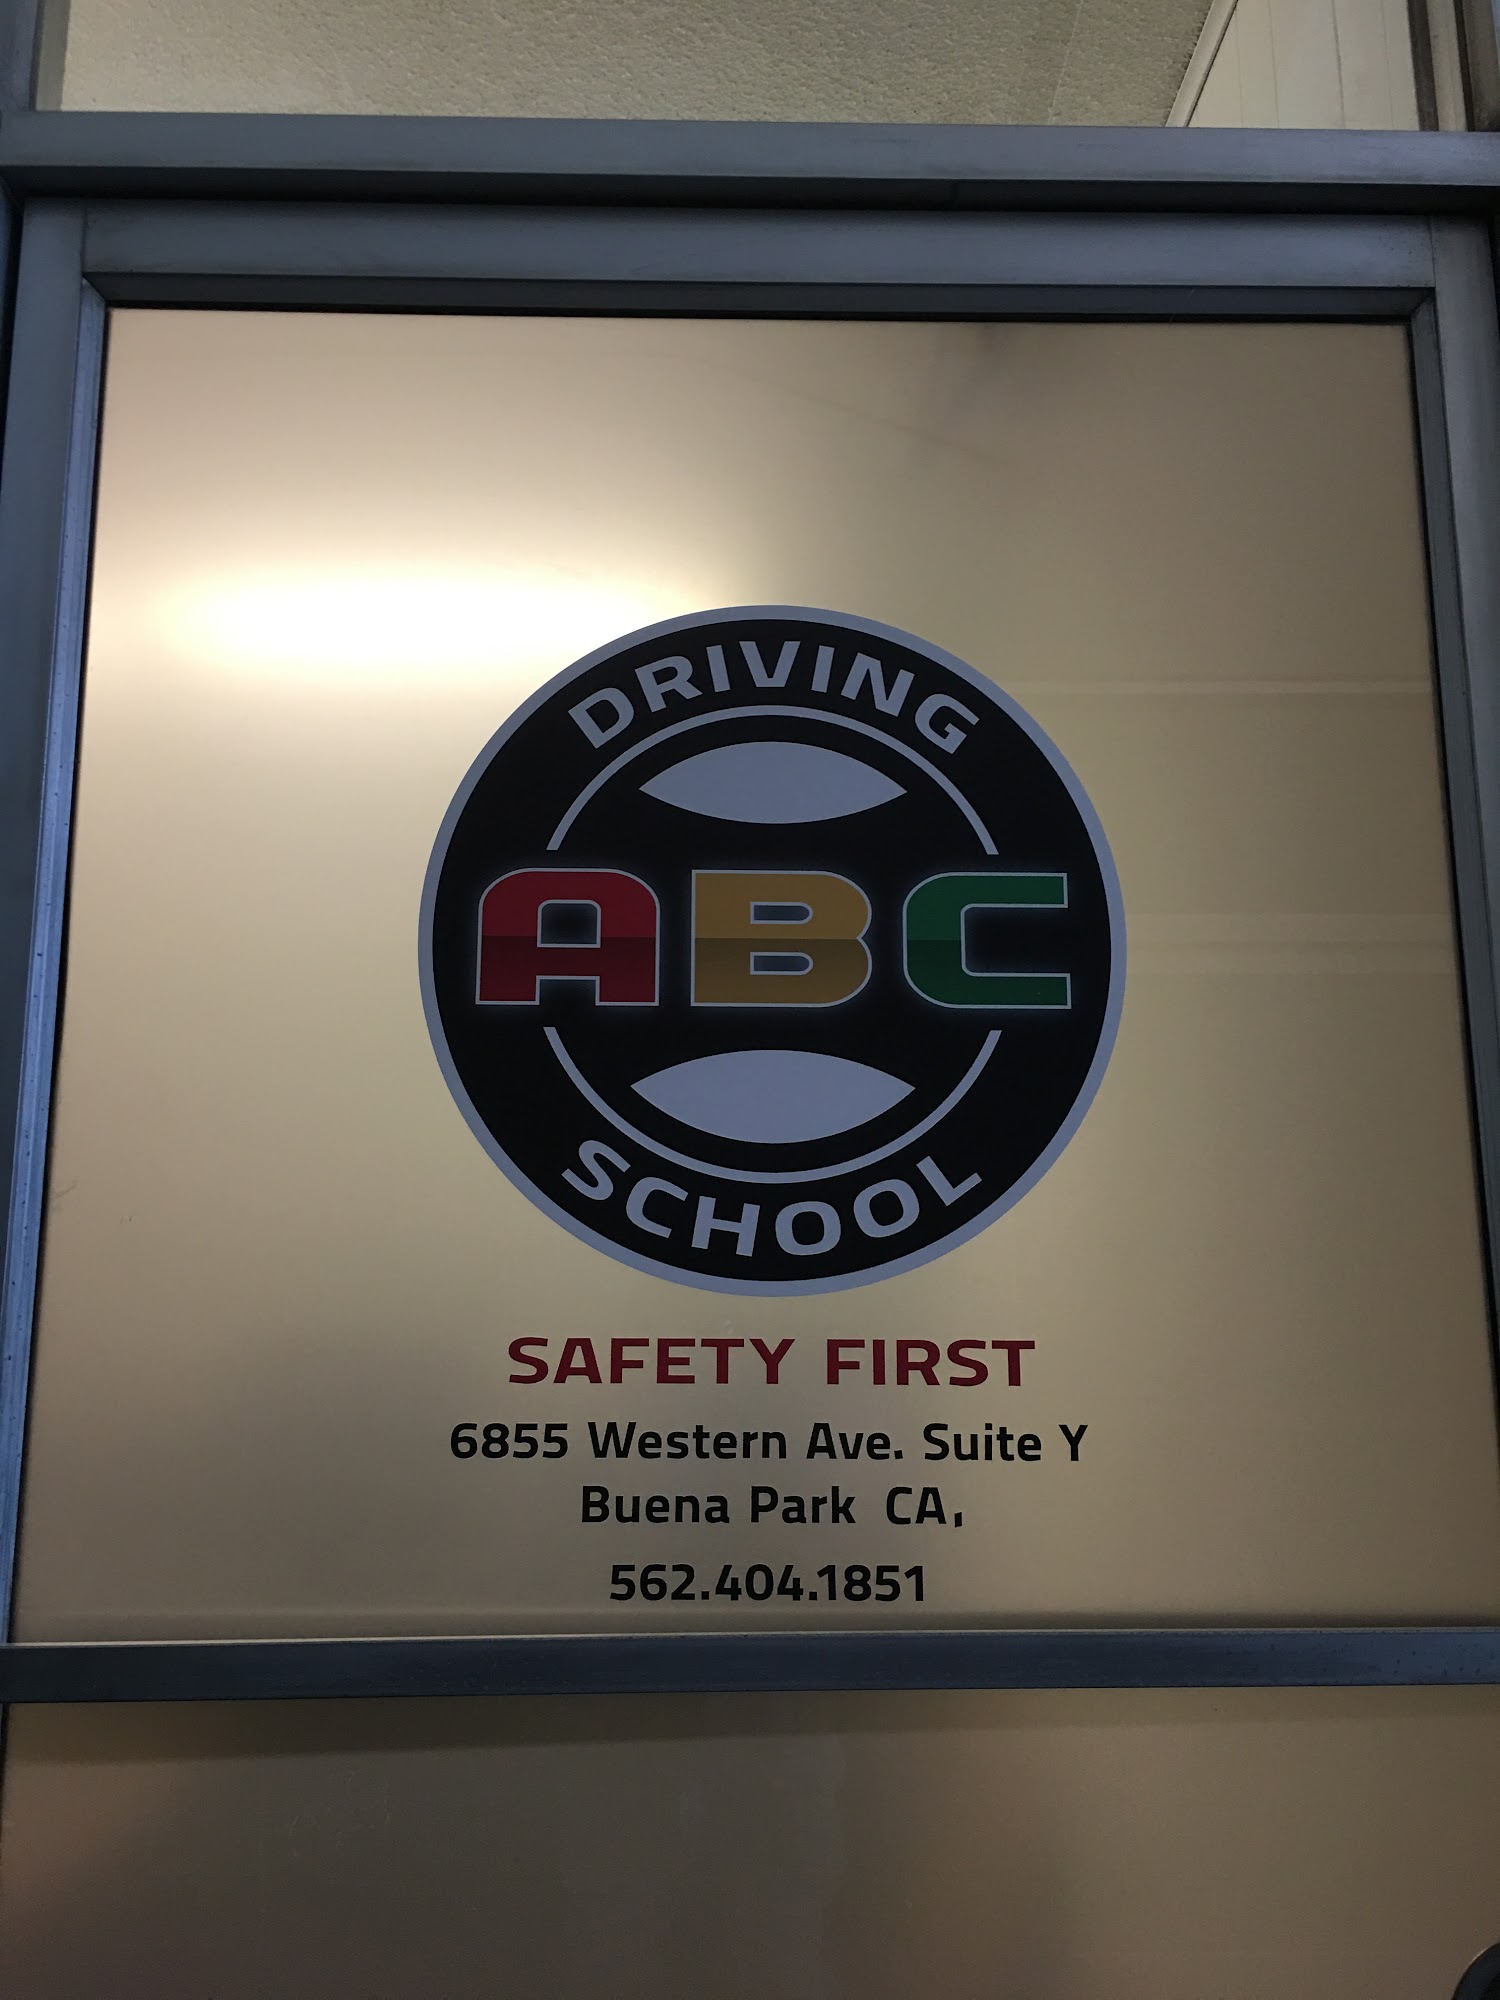 DRIVING
ABC
SCHOOL
SAFETY FIRST
6855 Western Ave. Suite Y
Buena Park CA,
562.404.1851